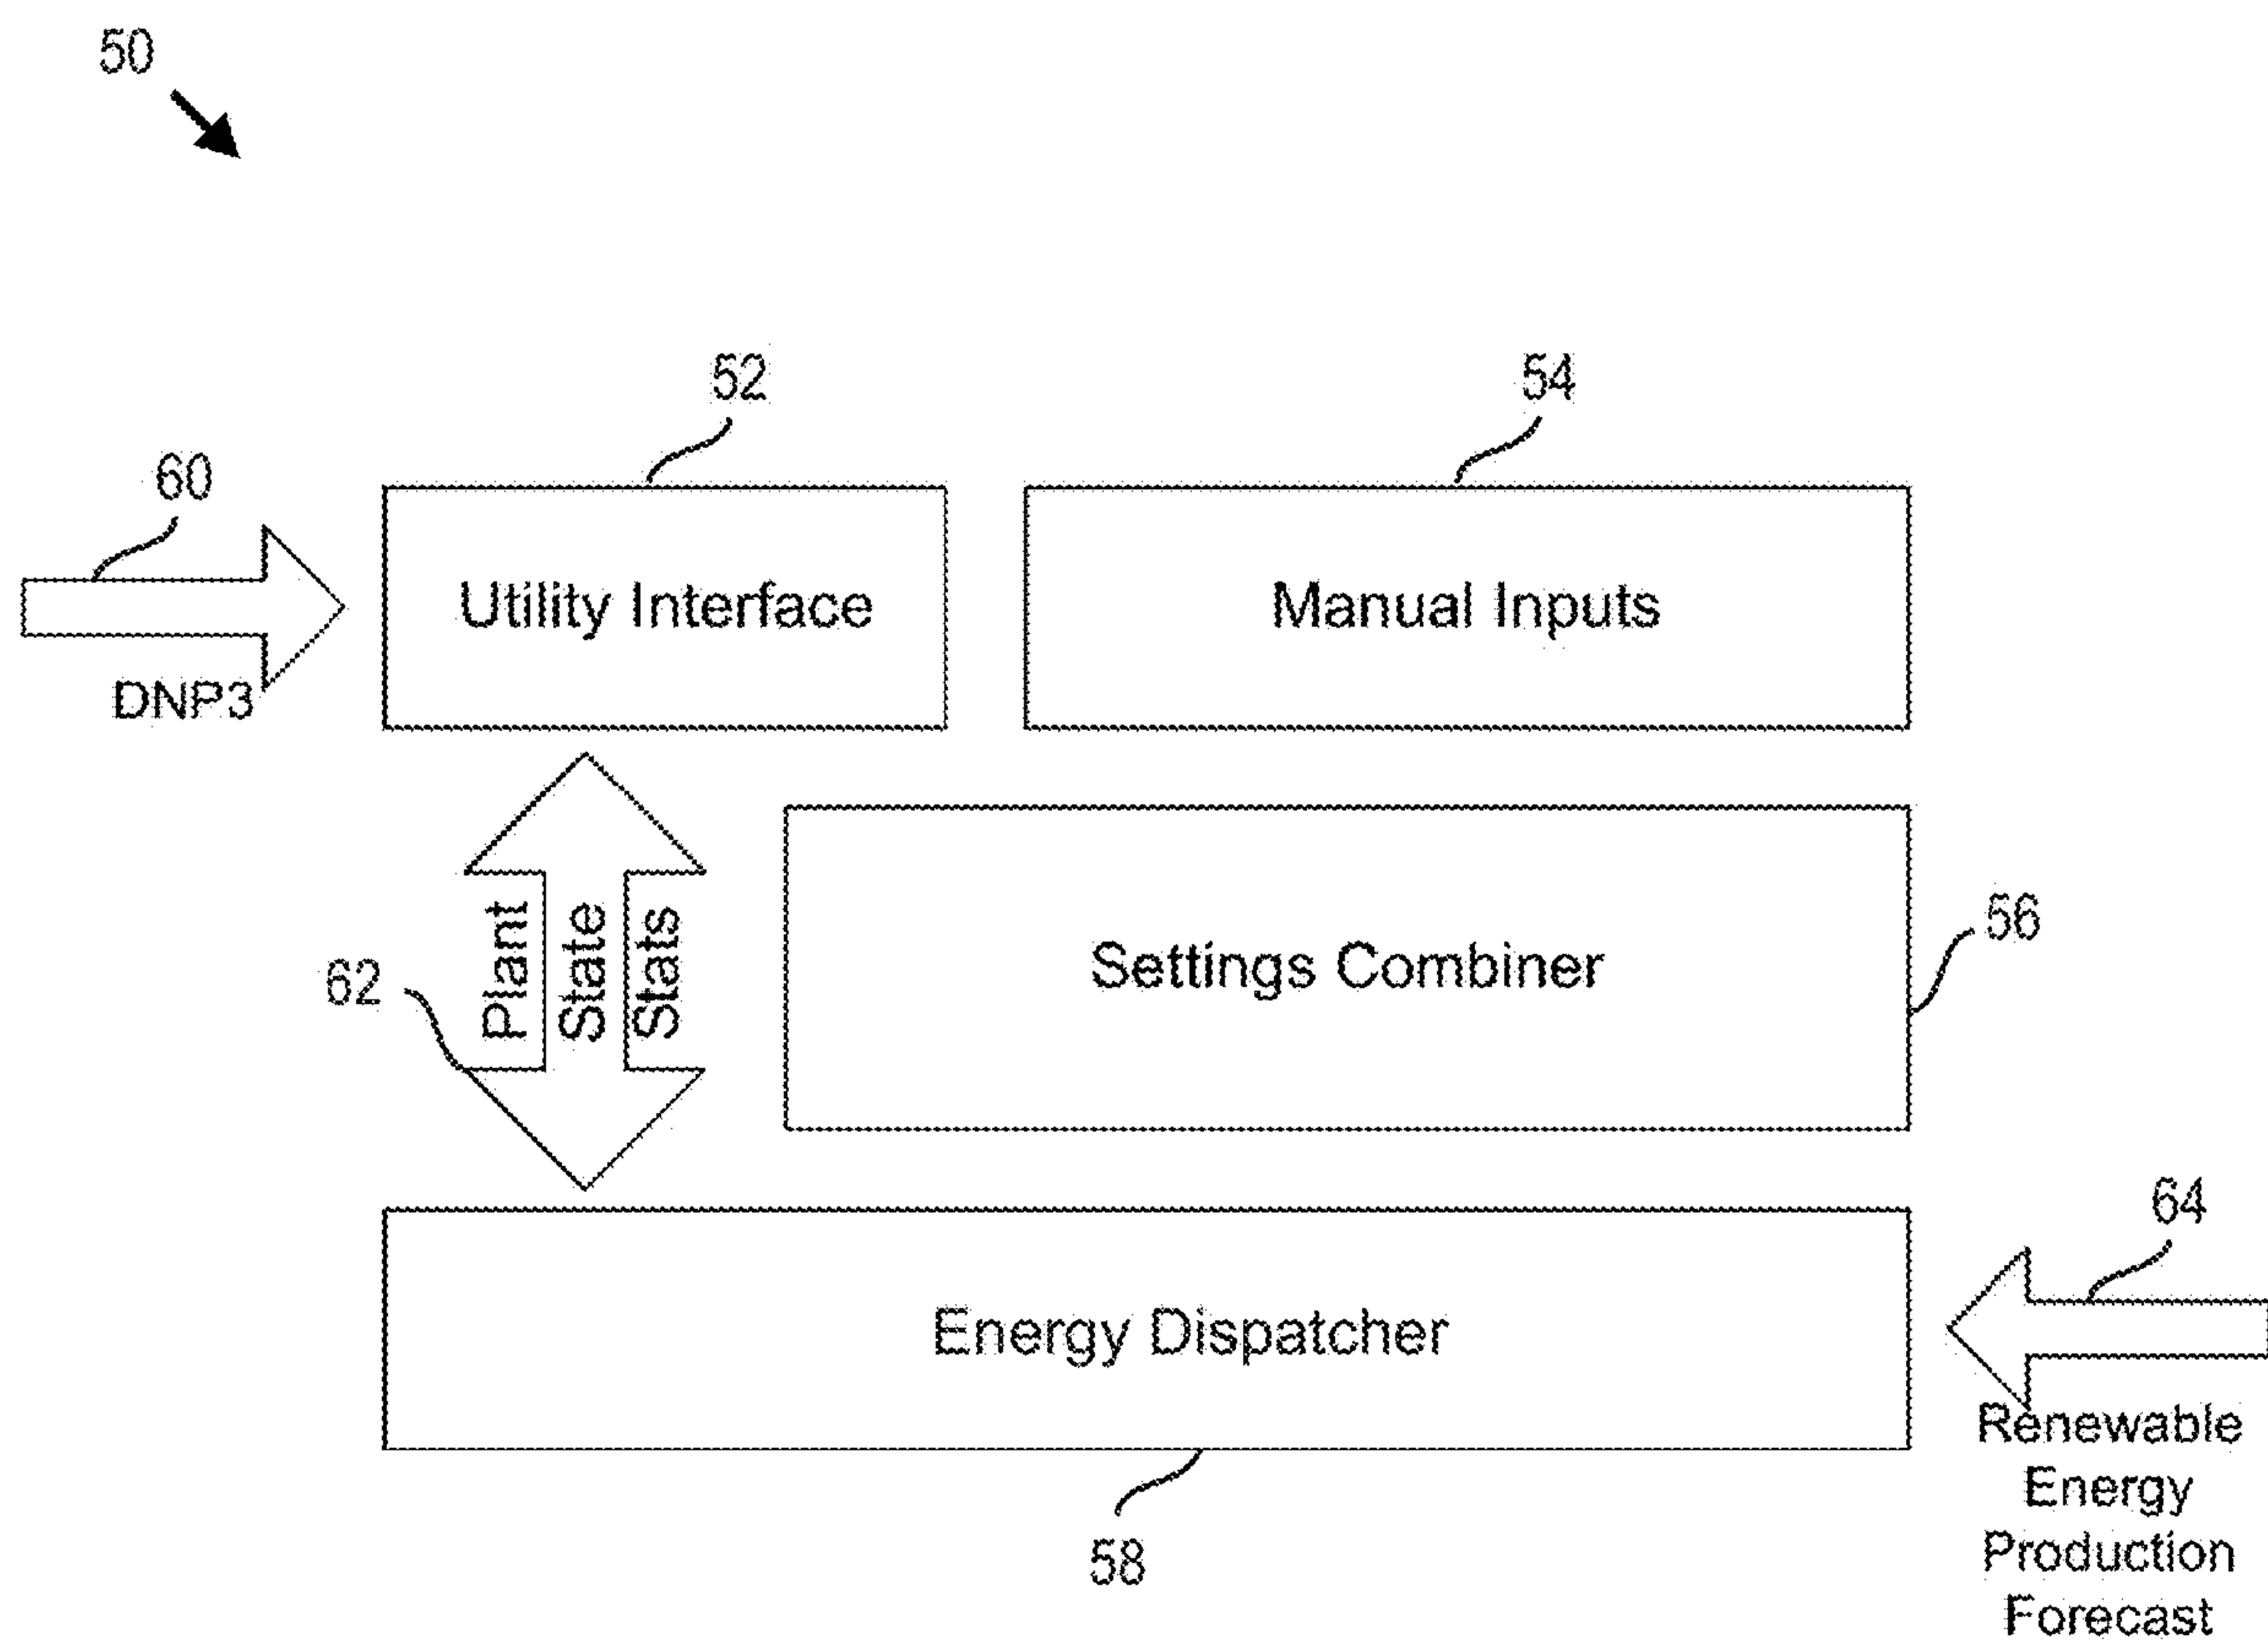 50
52
54
60
Utility Interface
Manual Inputs
DNP3
Plant
State
Stats
62
Settings Combiner
56
64
Energy Dispatcher
Renewable
Energy
Production
Forecast
58